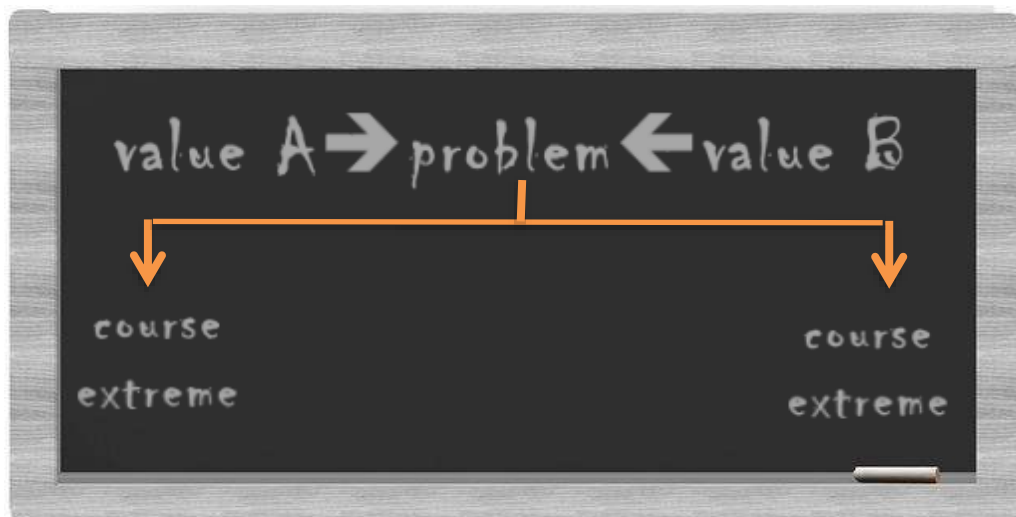 value A → problem ← value B
course course
extreme extreme